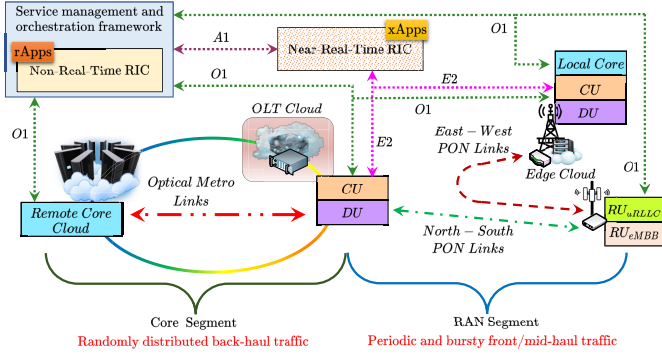 Service management and
orchestration framework
rApps
Non-Real-Time RIC
A1
xApps
Near-Real-Time RIC
O1
O1
O1
E2
O1
Local Core
CU
DU
OLT Cloud
O1
E2
East-West
PON Links
Edge Cloud
O1
Optical Metro
Links
Remote Core
Cloud
CU
DU
North-South
PON Links
RU_uRLLC
RU_eMBB
Core Segment
Randomly distributed back-haul traffic
RAN Segment
Periodic and bursty front/mid-haul traffic